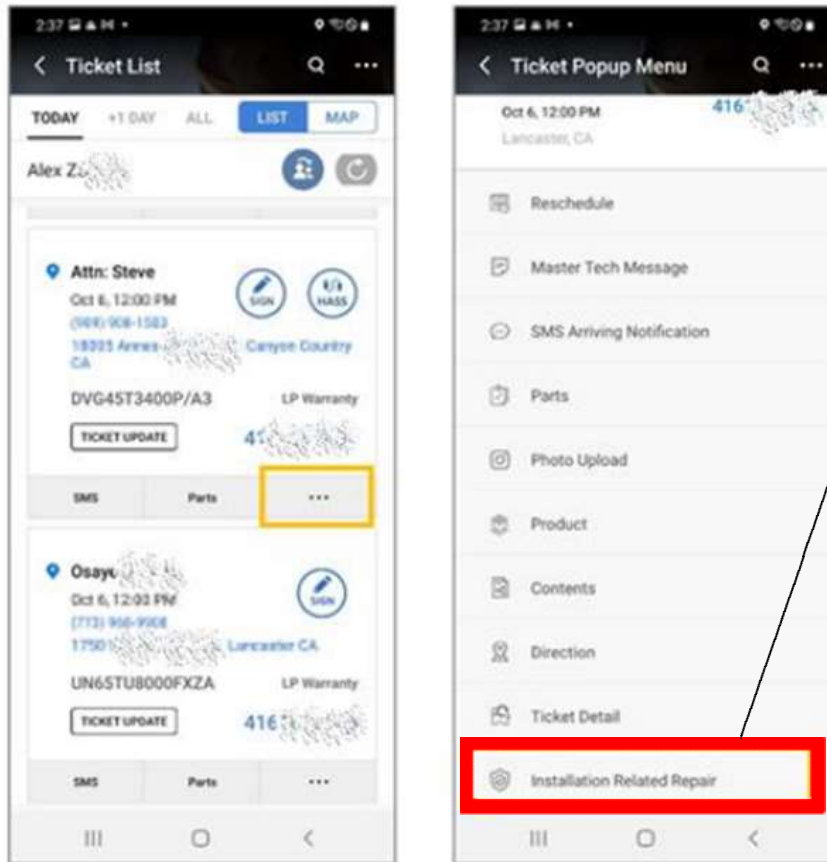 2:37
Ticket List
TODAY +1 DAY ALL LIST MAP
Alex
Attn: Steve
SIGN
HASS
Oct 6, 12:00 PM
Canyon Country
CA
DVG45T3400P/A3 LP Warranty
TICKET UPDATE
SMS Parts
Oct 6, 12:00 PM
SIGN
Lancaster CA
UN65TU8000FXZA LP Warranty
TICKET UPDATE 416
SMS Parts
2:37
Ticket Popup Menu
Oct 6, 12:00 PM 416
Lancaster, CA
Reschedule
Master Tech Message
SMS Arriving Notification
Parts
Photo Upload
Product
Contents
Direction
Ticket Detail
Installation Related Repair